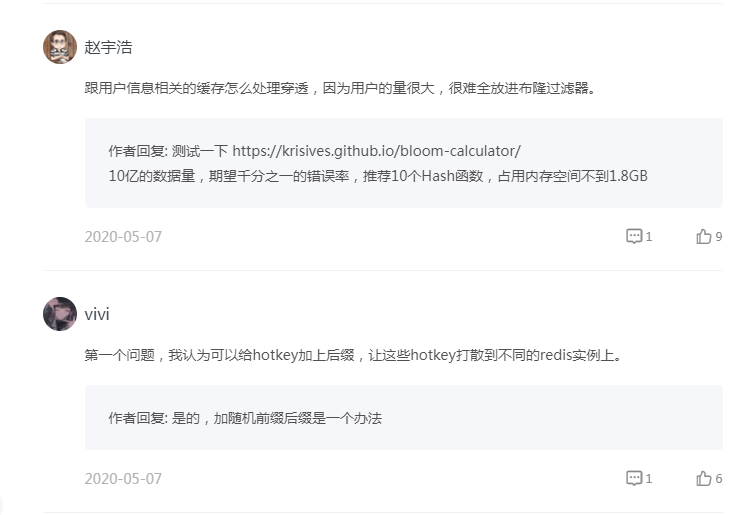 赵宇浩
跟用户信息相关的缓存怎么处理穿透，因为用户的量很大，很难全放进布隆过滤器。
作者回复: 测试一下 https://krisives.github.io/bloom-calculator/
10亿的数据量，期望千分之一的错误率，推荐10个Hash函数，占用内存空间不到1.8GB
2020-05-07 1 9
vivi
第一个问题，我认为可以给hotkey加上后缀，让这些hotkey打散到不同的redis实例上。
作者回复: 是的，加随机前缀后缀是一个办法
2020-05-07 1 6